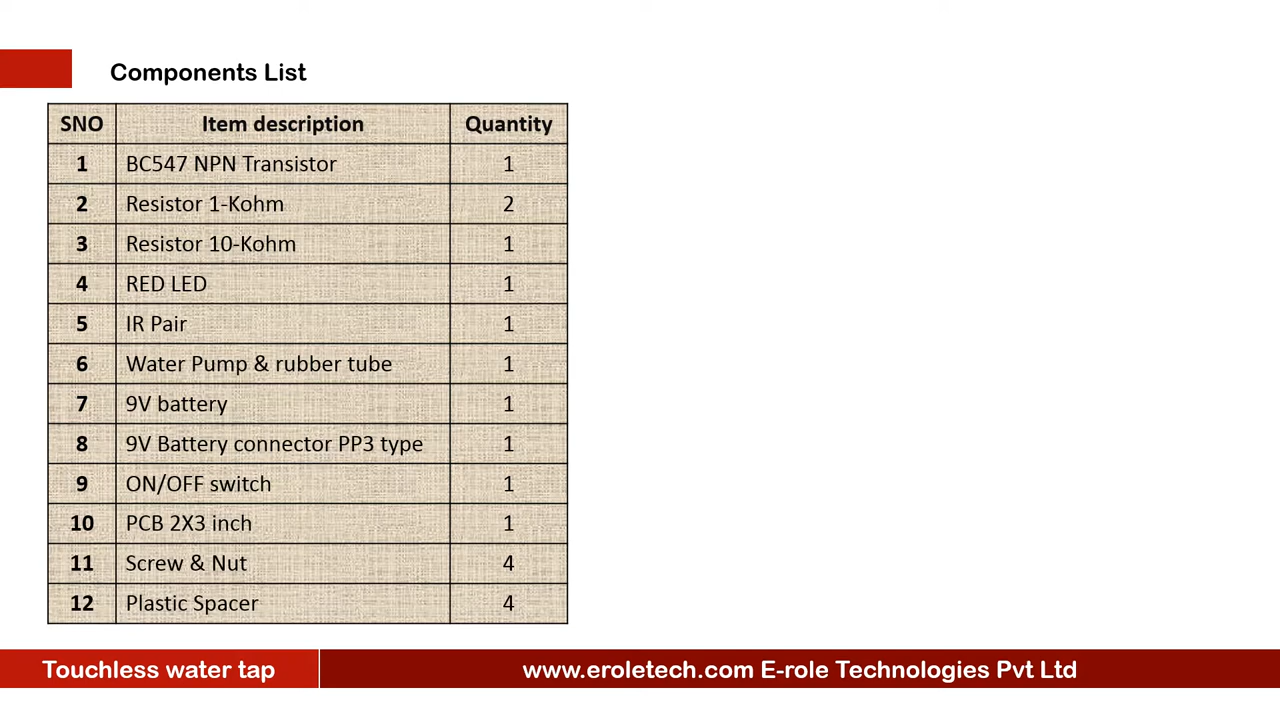 Components List
SNO Item description Quantity
1 BC547 NPN Transistor 1
2 Resistor 1-Kohm 2
3 Resistor 10-Kohm 1
4 RED LED 1
5 IR Pair 1
6 Water Pump & rubber tube 1
7 9V battery 1
8 9V Battery connector PP3 type 1
9 ON/OFF switch 1
10 PCB 2X3 inch 1
11 Screw & Nut 4
12 Plastic Spacer 4
Touchless water tap www.eroletech.com E-role Technologies Pvt Ltd